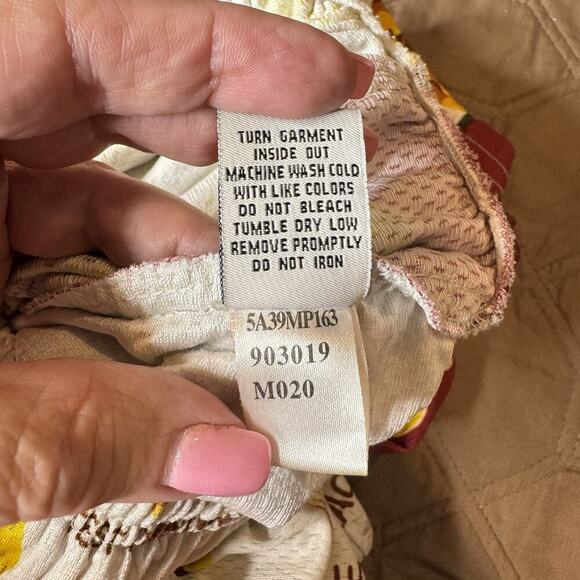 TURN GARMENT
INSIDE OUT
MACHINE WASH COLD
WITH LIKE COLORS
DO NOT BLEACH
TUMBLE DRY LOW
REMOVE PROMPTLY
DO NOT IRON
5A39MP163
903019
M020